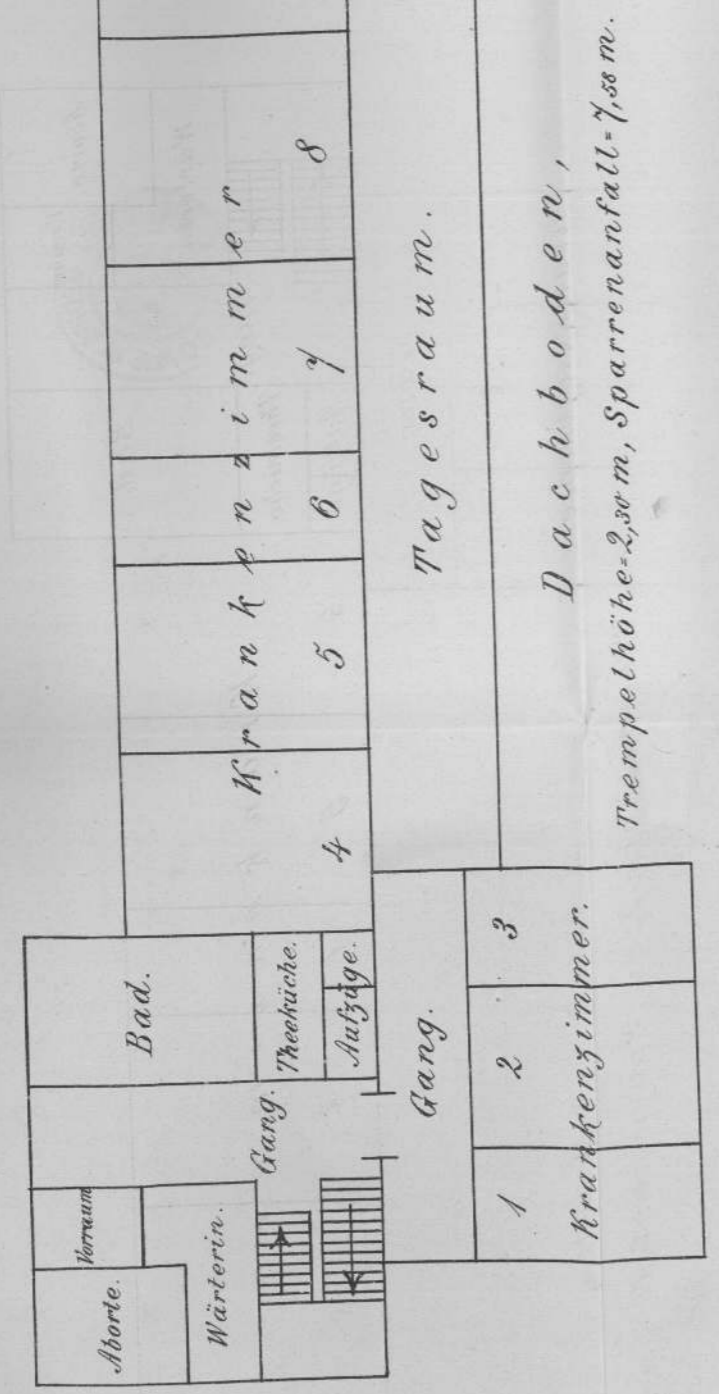 Aborte.
Vorraum
Wärterin.
Gang.
Bad.
Theeküche.
Aufzüge.
Krankenzimmer
4 5 6 7 8
Gang.
Tagesraum.
1 2 3
Krankenzimmer.
Dachboden,
Trempelhöhe=2,30 m, Sparrenanfall=7,58 m.